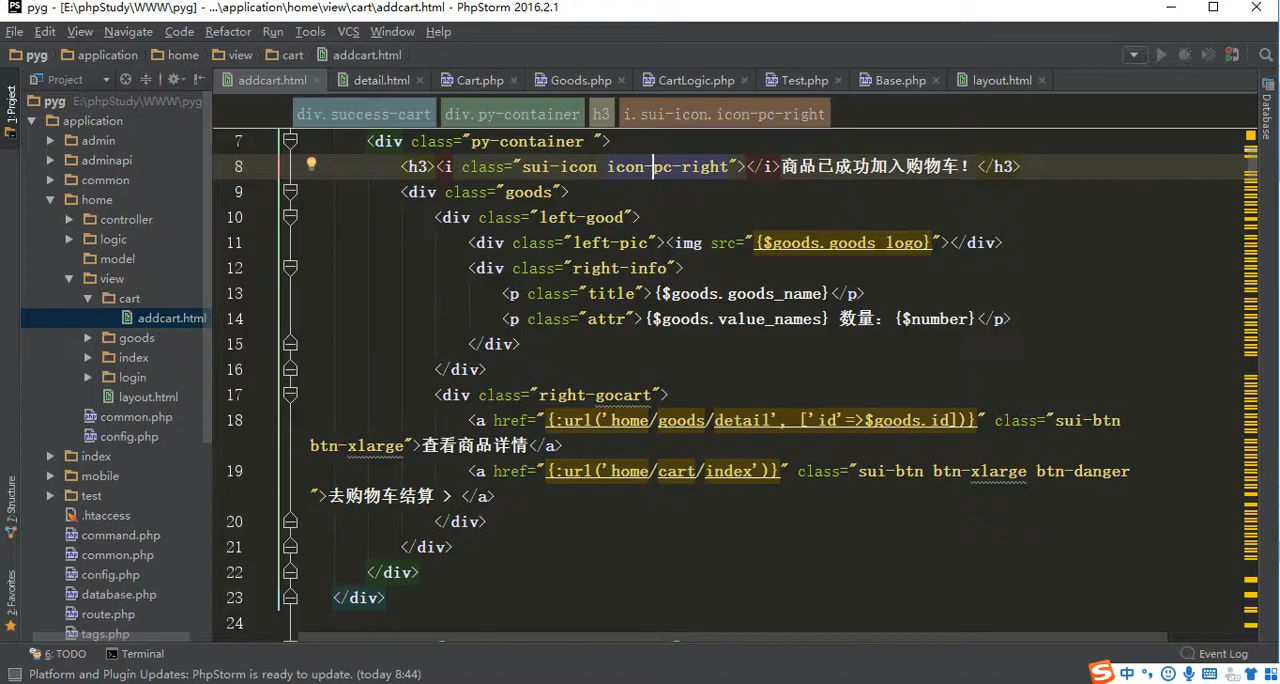 pyg - [E:\phpStudy\WWW\pyg] - ...\application\home\view\cart\addcart.html - PhpStorm 2016.2.1
File Edit View Navigate Code Refactor Run Tools VCS Window Help
pyg application home view cart addcart.html
Project
addcart.html detail.html Cart.php Goods.php CartLogic.php Test.php Base.php layout.html
1: Project
7: Structure
2: Favorites
Database
pyg E:\phpStudy\WWW\pyg
application
admin
adminapi
common
home
controller
logic
model
view
cart
addcart.html
goods
index
login
layout.html
common.php
config.php
index
mobile
test
.htaccess
command.php
common.php
config.php
database.php
route.php
tags.php
div.success-cart div.py-container h3 i.sui-icon.icon-pc-right
7 <div class="py-container ">
8 <h3><i class="sui-icon icon-pc-right"></i>商品已成功加入购物车！</h3>
9 <div class="goods">
10 <div class="left-good">
11 <div class="left-pic"><img src="{$goods.goods_logo}"></div>
12 <div class="right-info">
13 <p class="title">{$goods.goods_name}</p>
14 <p class="attr">{$goods.value_names} 数量：{$number}</p>
15 </div>
16 </div>
17 <div class="right-gocart">
18 <a href="{:url('home/goods/detail', ['id'=>$goods.id])}" class="sui-btn
btn-xlarge">查看商品详情</a>
19 <a href="{:url('home/cart/index')}" class="sui-btn btn-xlarge btn-danger
">去购物车结算 > </a>
20 </div>
21 </div>
22 </div>
23 </div>
24
6: TODO Terminal Event Log
Platform and Plugin Updates: PhpStorm is ready to update. (today 8:44)
中